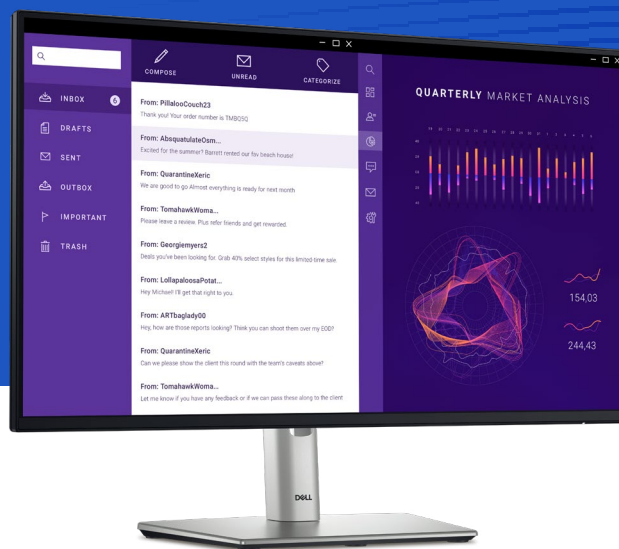 COMPOSE
UNREAD
CATEGORIZE
INBOX 6
DRAFTS
SENT
OUTBOX
IMPORTANT
TRASH
From: PillalooCouch23
Thank you! Your order number is TMBQ5Q
From: AbsquatulateOsm...
Excited for the summer? Barrett rented our fav beach house!
From: QuarantineXeric
We are good to go Almost everything is ready for next month
From: TomahawkWoma...
Please leave a review. Plus refer friends and get rewarded.
From: Georgiemyers2
Deals you've been looking for. Grab 40% select styles for this limited-time sale.
From: LollapaloosaPotat...
Hey Michael! I'll get that right to you.
From: ARTbaglady00
Hey, how are those reports looking? Think you can shoot them over my EOD?
From: QuarantineXeric
Can we please show the client this round with the team's caveats above?
From: TomahawkWoma...
Let me know if you have any feedback or if we can pass these along to the client
QUARTERLY MARKET ANALYSIS
154,03
244,43
DELL